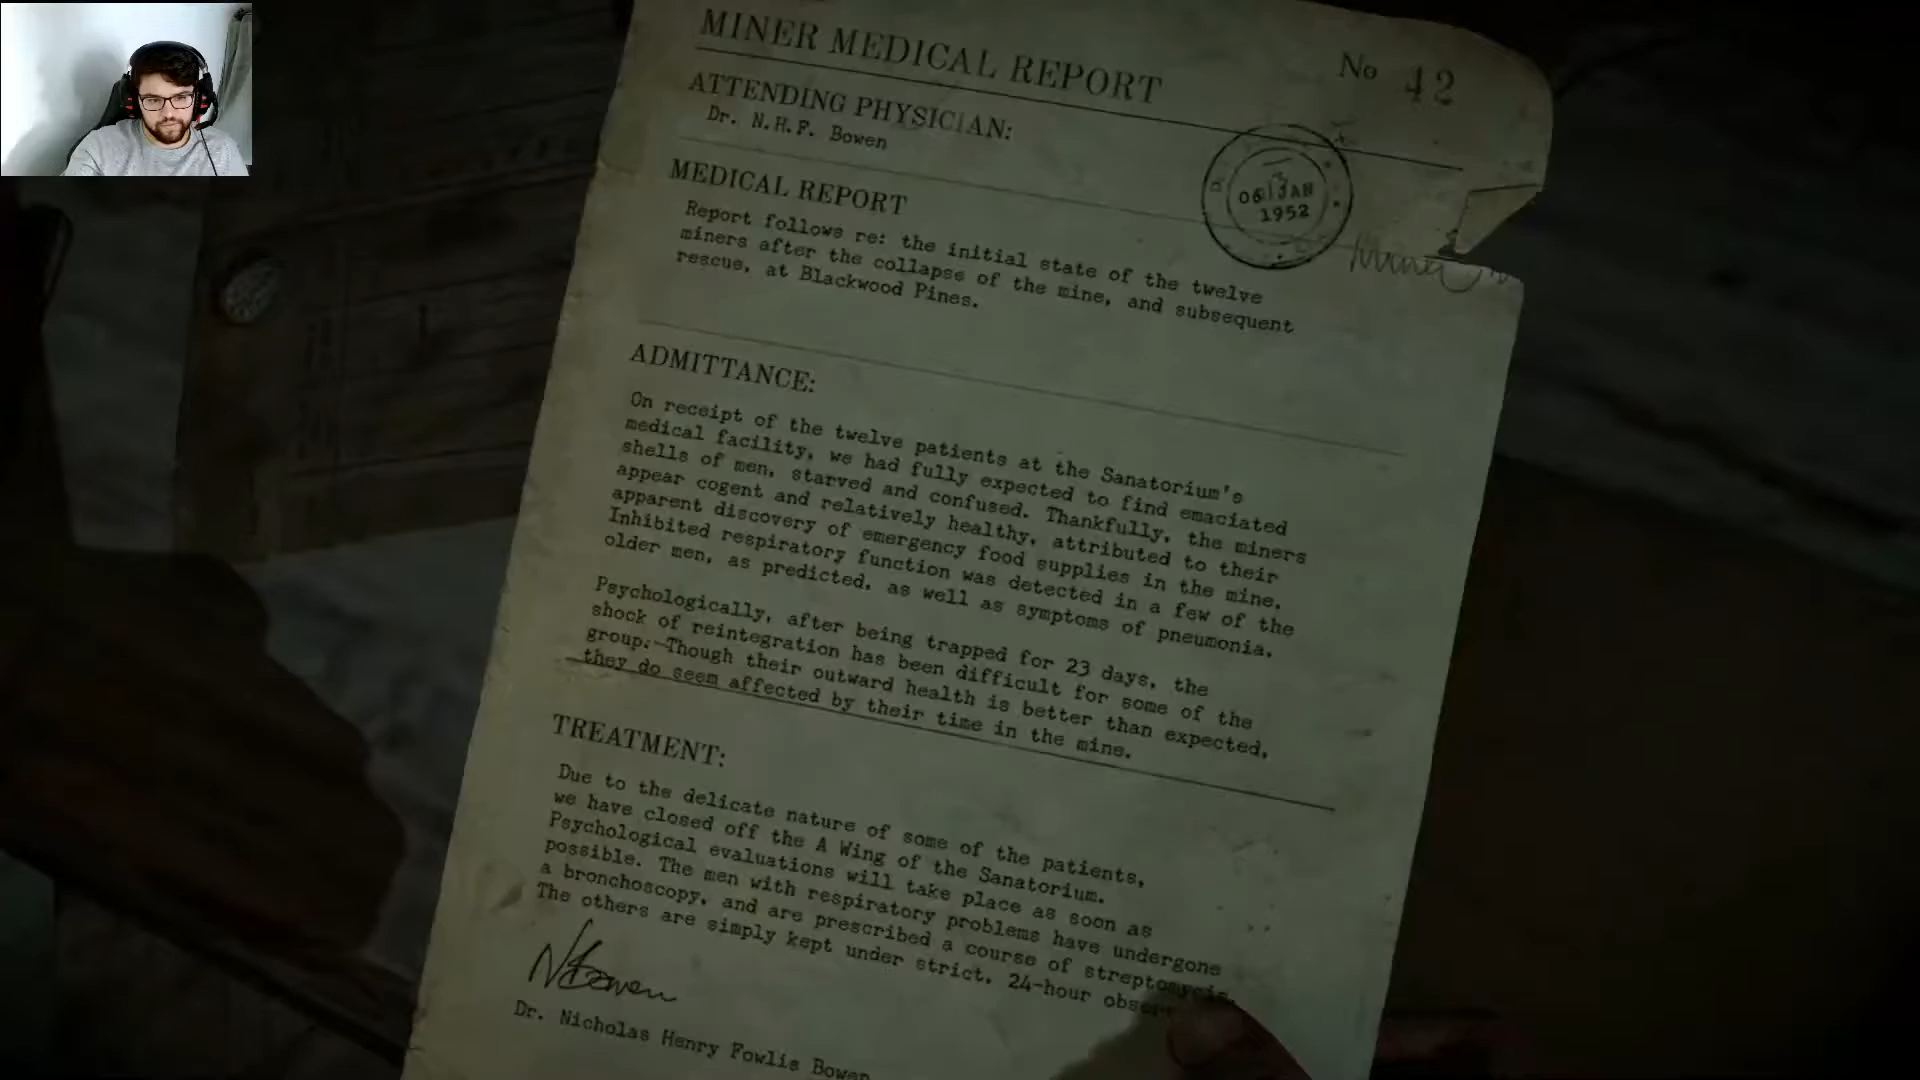 MINER MEDICAL REPORT
No 42
ATTENDING PHYSICIAN:
Dr. N.H.F. Bowen
06 JAN
1952
MEDICAL REPORT
Report follows re: the initial state of the twelve
miners after the collapse of the mine, and subsequent
rescue, at Blackwood Pines.
Miner
ADMITTANCE:
On receipt of the twelve patients at the Sanatorium's
medical facility, we had fully expected to find emaciated
shells of men, starved and confused. Thankfully, the miners
appear cogent and relatively healthy, attributed to their
apparent discovery of emergency food supplies in the mine.
Inhibited respiratory function was detected in a few of the
older men, as predicted, as well as symptoms of pneumonia.
Psychologically, after being trapped for 23 days, the
shock of reintegration has been difficult for some of the
group. Though their outward health is better than expected,
they do seem affected by their time in the mine.
TREATMENT:
Due to the delicate nature of some of the patients,
we have closed off the A Wing of the Sanatorium.
Psychological evaluations will take place as soon as
possible. The men with respiratory problems have undergone
a bronchoscopy, and are prescribed a course of streptomycin.
The others are simply kept under strict, 24-hour
NBowen
Dr. Nicholas Henry Fowlis Bowen